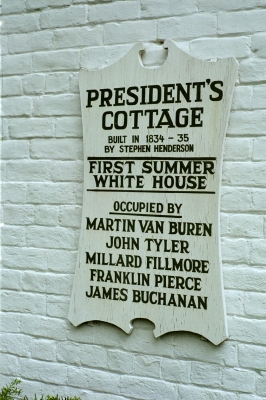 PRESIDENT'S
COTTAGE
BUILT IN 1834 - 35
BY STEPHEN HENDERSON
FIRST SUMMER
WHITE HOUSE
OCCUPIED BY
MARTIN VAN BUREN
JOHN TYLER
MILLARD FILLMORE
FRANKLIN PIERCE
JAMES BUCHANAN